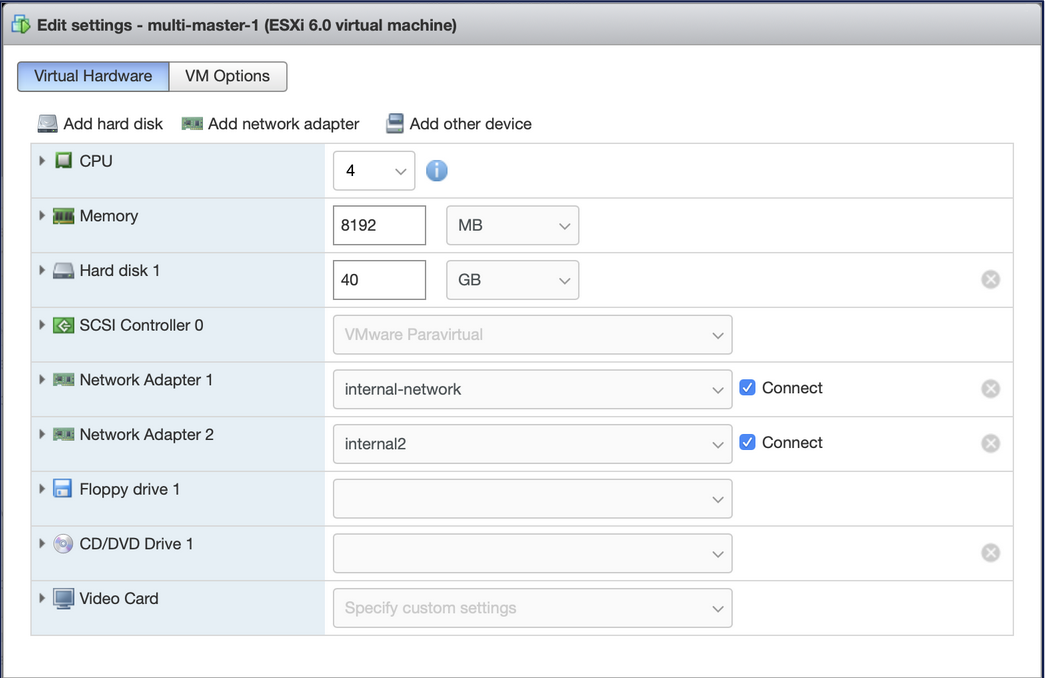 Edit settings - multi-master-1 (ESXi 6.0 virtual machine)
Virtual Hardware VM Options
Add hard disk Add network adapter Add other device
CPU 4
Memory 8192 MB
Hard disk 1 40 GB
SCSI Controller 0 VMware Paravirtual
Network Adapter 1 internal-network Connect
Network Adapter 2 internal2 Connect
Floppy drive 1
CD/DVD Drive 1
Video Card Specify custom settings